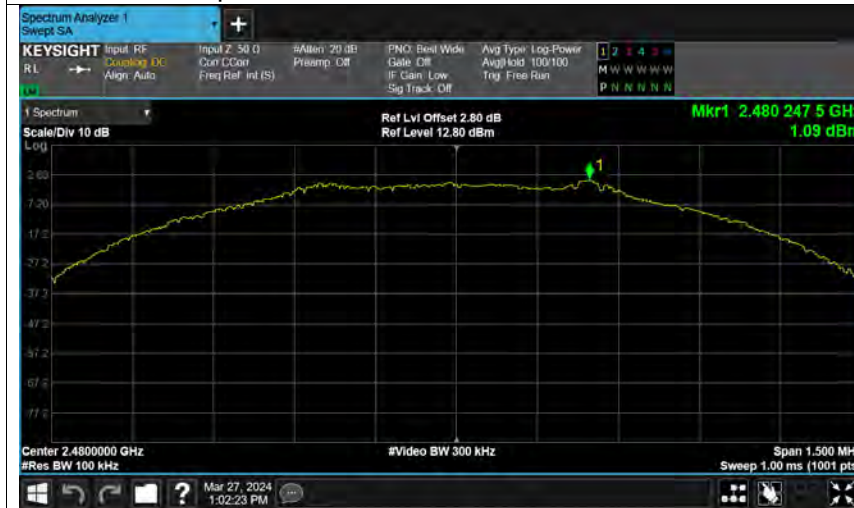 Spectrum Analyzer 1
Swept SA
+
KEYSIGHT Input: RF Input Z: 50 Ω #Atten: 20 dB PNO: Best Wide Avg Type: Log-Power 1 2 3 4 5 6
RL Coupling: DC Corr CCorr Preamp: Off Gate: Off Avg|Hold: 100/100 M W W W W W
Align: Auto Freq Ref: Int (S) IF Gain: Low Trig: Free Run
Sig Track: Off P N N N N N
1 Spectrum Ref Lvl Offset 2.80 dB Mkr1 2.480 247 5 GH
Scale/Div 10 dB Ref Level 12.80 dBm 1.09 dBm
Log
1
2.80
-7.20
-17.2
-27.2
-37.2
-47.2
-57.2
-67.2
-77.2
Center 2.4800000 GHz #Video BW 300 kHz Span 1.500 MH
#Res BW 100 kHz Sweep 1.00 ms (1001 pts
? Mar 27, 2024
1:02:23 PM